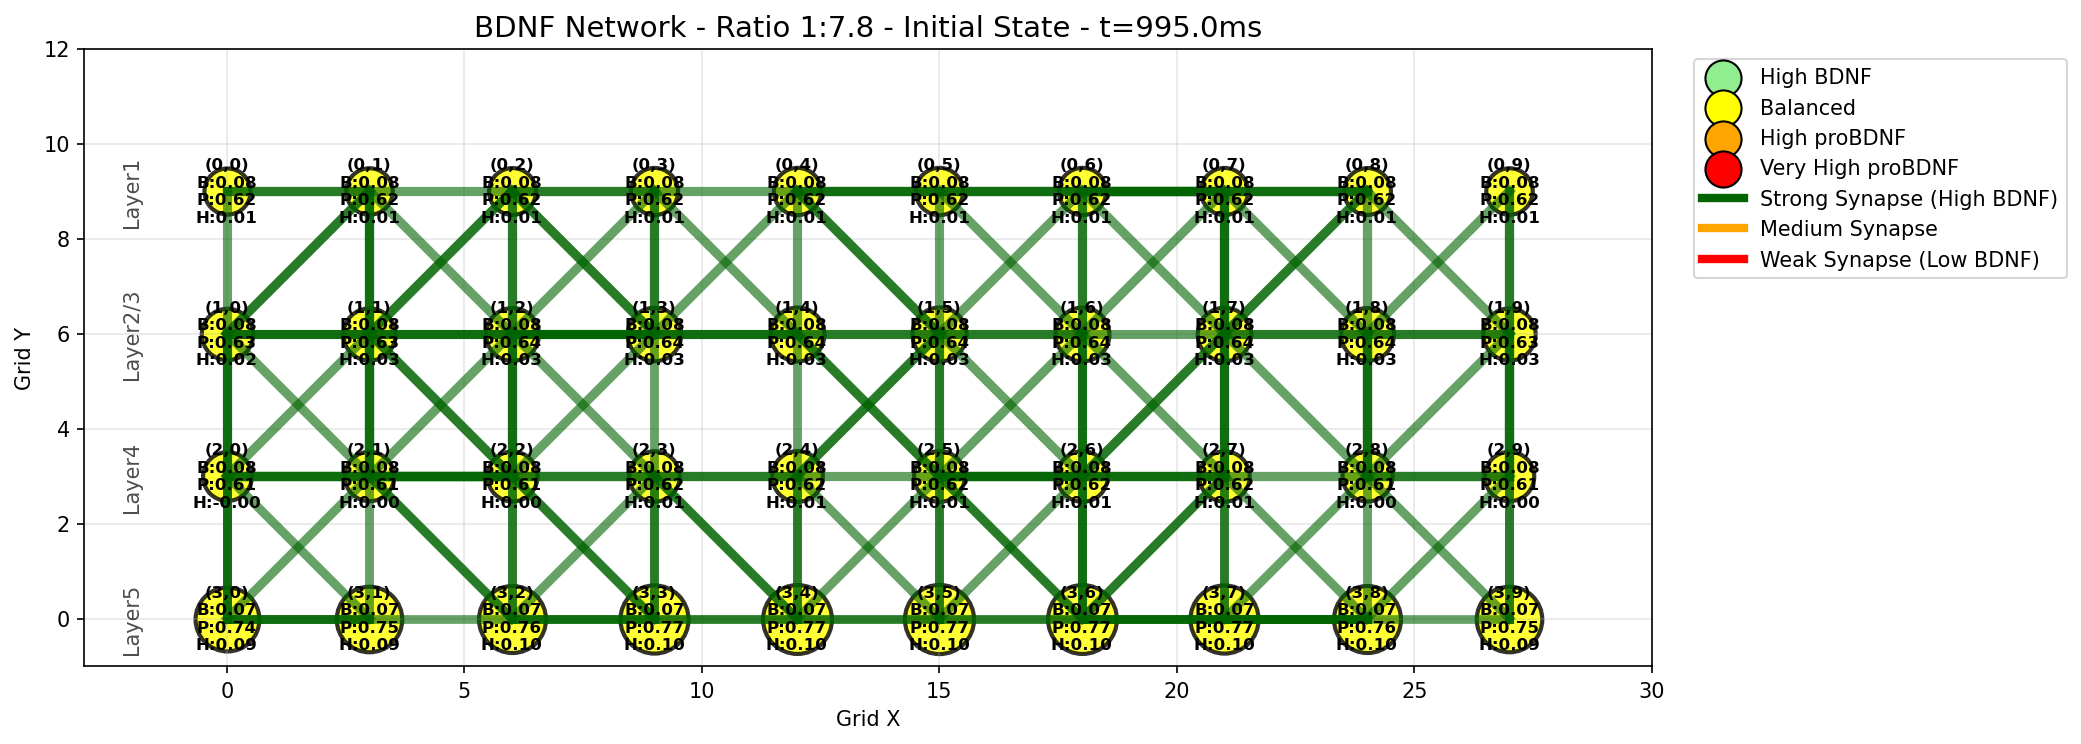 BDNF Network - Ratio 1:7.8 - Initial State - t=995.0ms
12
10
8
6
4
2
0
Grid Y
Layer1
Layer2/3
Layer4
Layer5
(0,0) (0,1) (0,2) (0,3) (0,4) (0,5) (0,6) (0,7) (0,8) (0,9)
B:0.08 B:0.08 B:0.08 B:0.08 B:0.08 B:0.08 B:0.08 B:0.08 B:0.08 B:0.08
P:0.62 P:0.62 P:0.62 P:0.62 P:0.62 P:0.62 P:0.62 P:0.62 P:0.62 P:0.62
H:0.01 H:0.01 H:0.01 H:0.01 H:0.01 H:0.01 H:0.01 H:0.01 H:0.01 H:0.01
(1,0) (1,1) (1,2) (1,3) (1,4) (1,5) (1,6) (1,7) (1,8) (1,9)
B:0.08 B:0.08 B:0.08 B:0.08 B:0.08 B:0.08 B:0.08 B:0.08 B:0.08 B:0.08
P:0.63 P:0.63 P:0.64 P:0.64 P:0.64 P:0.64 P:0.64 P:0.64 P:0.64 P:0.63
H:0.02 H:0.03 H:0.03 H:0.03 H:0.03 H:0.03 H:0.03 H:0.03 H:0.03 H:0.03
(2,0) (2,1) (2,2) (2,3) (2,4) (2,5) (2,6) (2,7) (2,8) (2,9)
B:0.08 B:0.08 B:0.08 B:0.08 B:0.08 B:0.08 B:0.08 B:0.08 B:0.08 B:0.08
P:0.61 P:0.61 P:0.61 P:0.62 P:0.62 P:0.62 P:0.62 P:0.62 P:0.61 P:0.61
H:-0.00 H:0.00 H:0.00 H:0.01 H:0.01 H:0.01 H:0.01 H:0.01 H:0.00 H:0.00
(3,0) (3,1) (3,2) (3,3) (3,4) (3,5) (3,6) (3,7) (3,8) (3,9)
B:0.07 B:0.07 B:0.07 B:0.07 B:0.07 B:0.07 B:0.07 B:0.07 B:0.07 B:0.07
P:0.74 P:0.75 P:0.76 P:0.77 P:0.77 P:0.77 P:0.77 P:0.77 P:0.76 P:0.75
H:0.09 H:0.09 H:0.10 H:0.10 H:0.10 H:0.10 H:0.10 H:0.10 H:0.10 H:0.09
0 5 10 15 20 25 30
Grid X
High BDNF
Balanced
High proBDNF
Very High proBDNF
Strong Synapse (High BDNF)
Medium Synapse
Weak Synapse (Low BDNF)